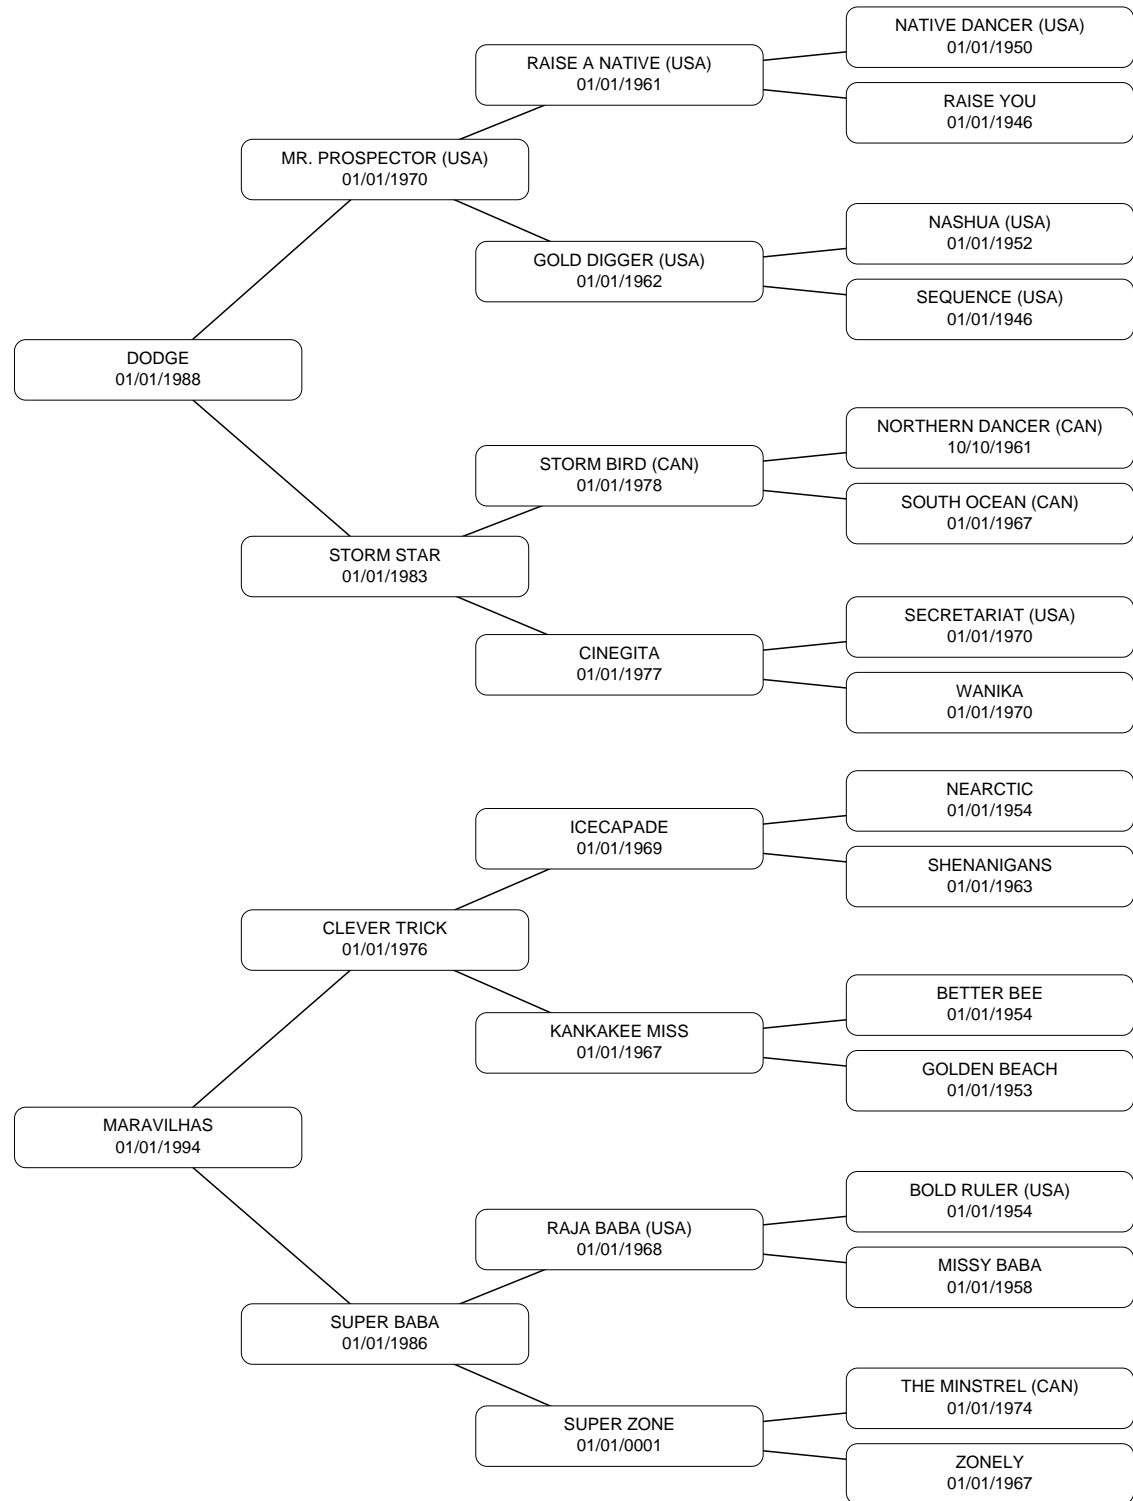 NATIVE DANCER (USA)
01/01/1950
RAISE A NATIVE (USA)
01/01/1961
RAISE YOU
01/01/1946
MR. PROSPECTOR (USA)
01/01/1970
NASHUA (USA)
01/01/1952
GOLD DIGGER (USA)
01/01/1962
SEQUENCE (USA)
01/01/1946
DODGE
01/01/1988
NORTHERN DANCER (CAN)
10/10/1961
STORM BIRD (CAN)
01/01/1978
SOUTH OCEAN (CAN)
01/01/1967
STORM STAR
01/01/1983
SECRETARIAT (USA)
01/01/1970
CINEGITA
01/01/1977
WANIKA
01/01/1970
NEARCTIC
01/01/1954
ICECAPADE
01/01/1969
SHENANIGANS
01/01/1963
CLEVER TRICK
01/01/1976
BETTER BEE
01/01/1954
KANKAKEE MISS
01/01/1967
GOLDEN BEACH
01/01/1953
MARAVILHAS
01/01/1994
BOLD RULER (USA)
01/01/1954
RAJA BABA (USA)
01/01/1968
MISSY BABA
01/01/1958
SUPER BABA
01/01/1986
THE MINSTREL (CAN)
01/01/1974
SUPER ZONE
01/01/0001
ZONELY
01/01/1967